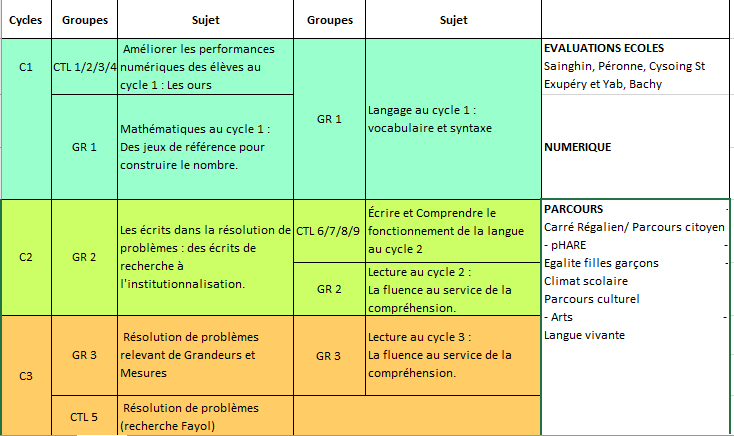 Cycles Groupes Sujet Groupes Sujet
C1
CTL 1/2/3/4
Améliorer les performances
numériques des élèves au
cycle 1 : Les ours
GR 1
Mathématiques au cycle 1 :
Des jeux de référence pour
construire le nombre.
GR 1
Langage au cycle 1 :
vocabulaire et syntaxe
EVALUATIONS ECOLES
Sainghin, Péronne, Cysoing St
Exupéry et Yab, Bachy
NUMERIQUE
C2
GR 2
Les écrits dans la résolution de
problèmes : des écrits de
recherche à
l'institutionnalisation.
CTL 6/7/8/9
Écrire et Comprendre le
fonctionnement de la langue
au cycle 2
GR 2
Lecture au cycle 2 :
La fluence au service de la
compréhension.
PARCOURS -
Carré Régalien/ Parcours citoyen
- pHARE -
Egalite filles garçons -
Climat scolaire
Parcours culturel
- Arts -
Langue vivante
C3
GR 3
Résolution de problèmes
relevant de Grandeurs et
Mesures
GR 3
Lecture au cycle 3 :
La fluence au service de la
compréhension.
CTL 5
Résolution de problèmes
(recherche Fayol)